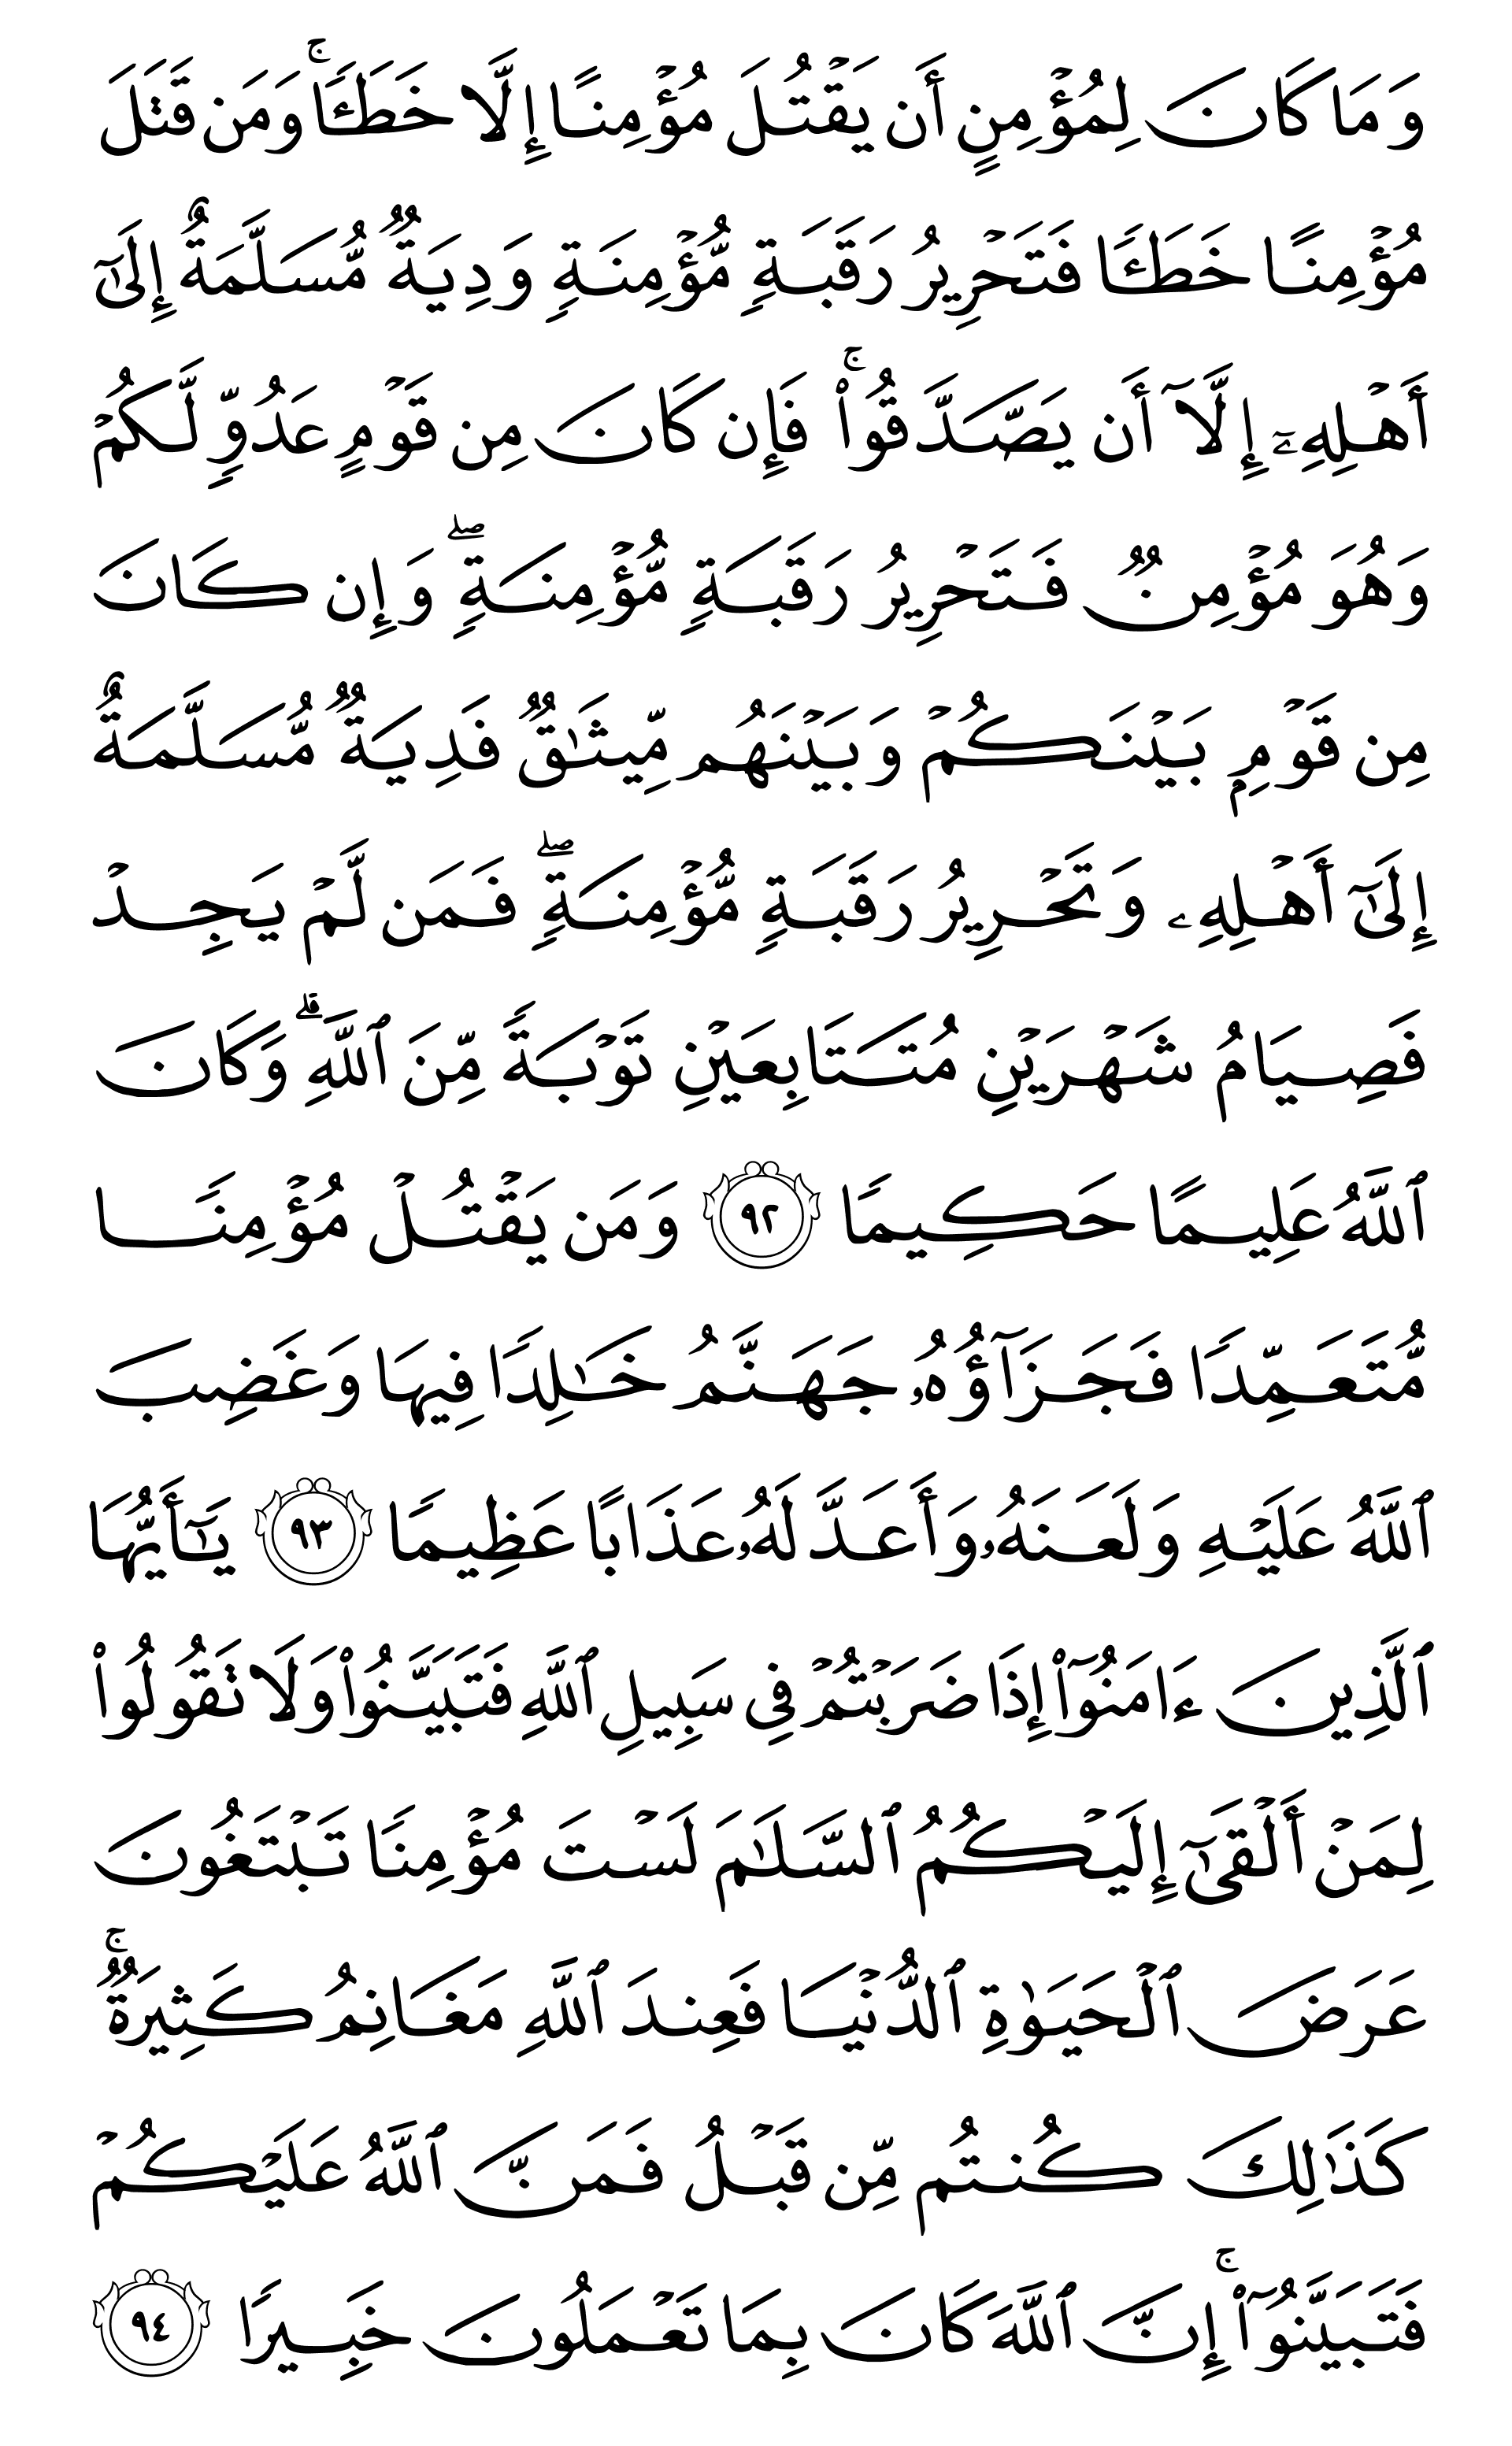 وَمَا كَانَ لِمُؤْمِنٍ أَن يَقْتُلَ مُؤْمِنًا إِلَّا خَطَـًٔا ۚ وَمَن قَتَلَ
مُؤْمِنًا خَطَـًٔا فَتَحْرِيرُ رَقَبَةٍ مُّؤْمِنَةٍ وَدِيَةٌ مُّسَلَّمَةٌ إِلَىٰٓ
أَهْلِهِۦٓ إِلَّآ أَن يَصَّدَّقُوا۟ ۚ فَإِن كَانَ مِن قَوْمٍ عَدُوٍّ لَّكُمْ
وَهُوَ مُؤْمِنٌ فَتَحْرِيرُ رَقَبَةٍ مُّؤْمِنَةٍ ۖ وَإِن كَانَ
مِن قَوْمٍۭ بَيْنَكُمْ وَبَيْنَهُم مِّيثَـٰقٌ فَدِيَةٌ مُّسَلَّمَةٌ
إِلَىٰٓ أَهْلِهِۦ وَتَحْرِيرُ رَقَبَةٍ مُّؤْمِنَةٍ ۖ فَمَن لَّمْ يَجِدْ
فَصِيَامُ شَهْرَيْنِ مُتَتَابِعَيْنِ تَوْبَةً مِّنَ ٱللَّهِ ۗ وَكَانَ
ٱللَّهُ عَلِيمًا حَكِيمًا ٩٢ وَمَن يَقْتُلْ مُؤْمِنًا
مُّتَعَمِّدًا فَجَزَآؤُهُۥ جَهَنَّمُ خَـٰلِدًا فِيهَا وَغَضِبَ
ٱللَّهُ عَلَيْهِ وَلَعَنَهُۥ وَأَعَدَّ لَهُۥ عَذَابًا عَظِيمًا ٩٣ يَـٰٓأَيُّهَا
ٱلَّذِينَ ءَامَنُوٓا۟ إِذَا ضَرَبْتُمْ فِى سَبِيلِ ٱللَّهِ فَتَبَيَّنُوا۟ وَلَا تَقُولُوا۟
لِمَنْ أَلْقَىٰٓ إِلَيْكُمُ ٱلسَّلَـٰمَ لَسْتَ مُؤْمِنًا تَبْتَغُونَ
عَرَضَ ٱلْحَيَوٰةِ ٱلدُّنْيَا فَعِندَ ٱللَّهِ مَغَانِمُ كَثِيرَةٌ ۚ
كَذَٰلِكَ كُنتُم مِّن قَبْلُ فَمَنَّ ٱللَّهُ عَلَيْكُمْ
فَتَبَيَّنُوٓا۟ ۚ إِنَّ ٱللَّهَ كَانَ بِمَا تَعْمَلُونَ خَبِيرًا ٩٤